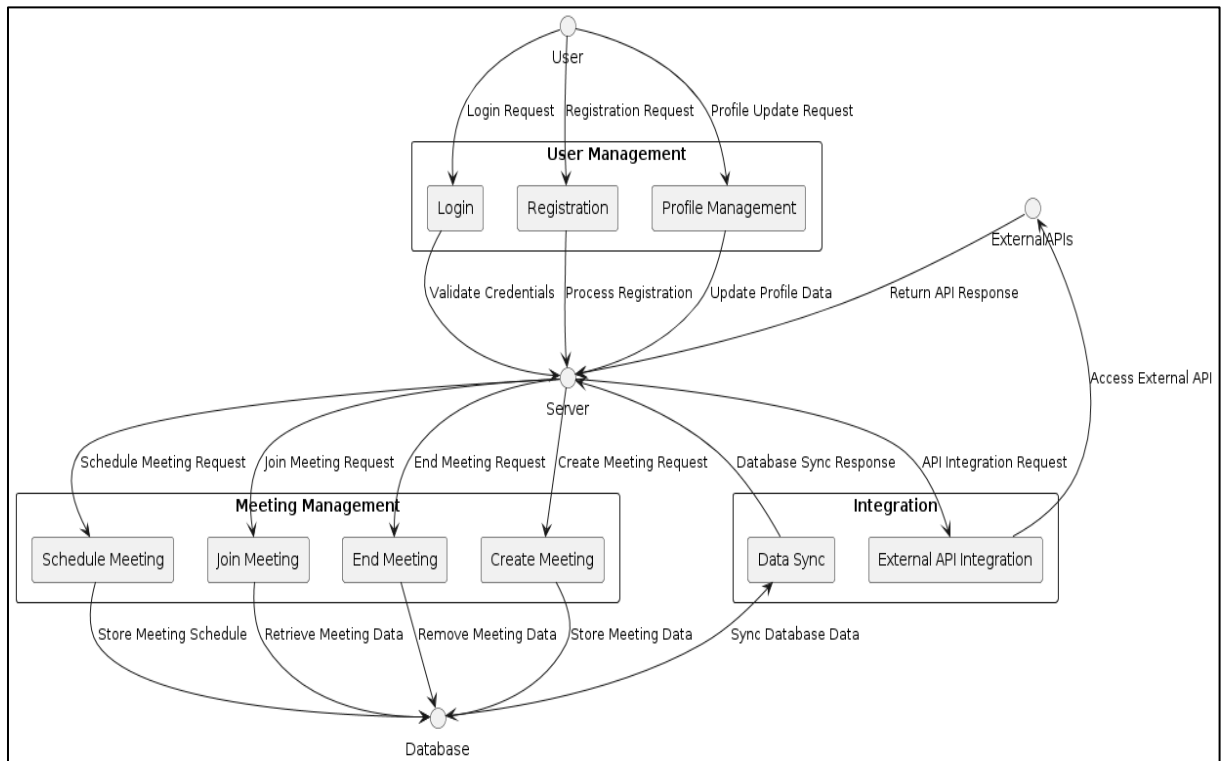 User
Login Request
Registration Request
Profile Update Request
User Management
Login
Registration
Profile Management
ExternalAPIs
Validate Credentials
Process Registration
Update Profile Data
Return API Response
Access External API
Server
Schedule Meeting Request
Join Meeting Request
End Meeting Request
Create Meeting Request
Database Sync Response
API Integration Request
Meeting Management
Integration
Schedule Meeting
Join Meeting
End Meeting
Create Meeting
Data Sync
External API Integration
Store Meeting Schedule
Retrieve Meeting Data
Remove Meeting Data
Store Meeting Data
Sync Database Data
Database